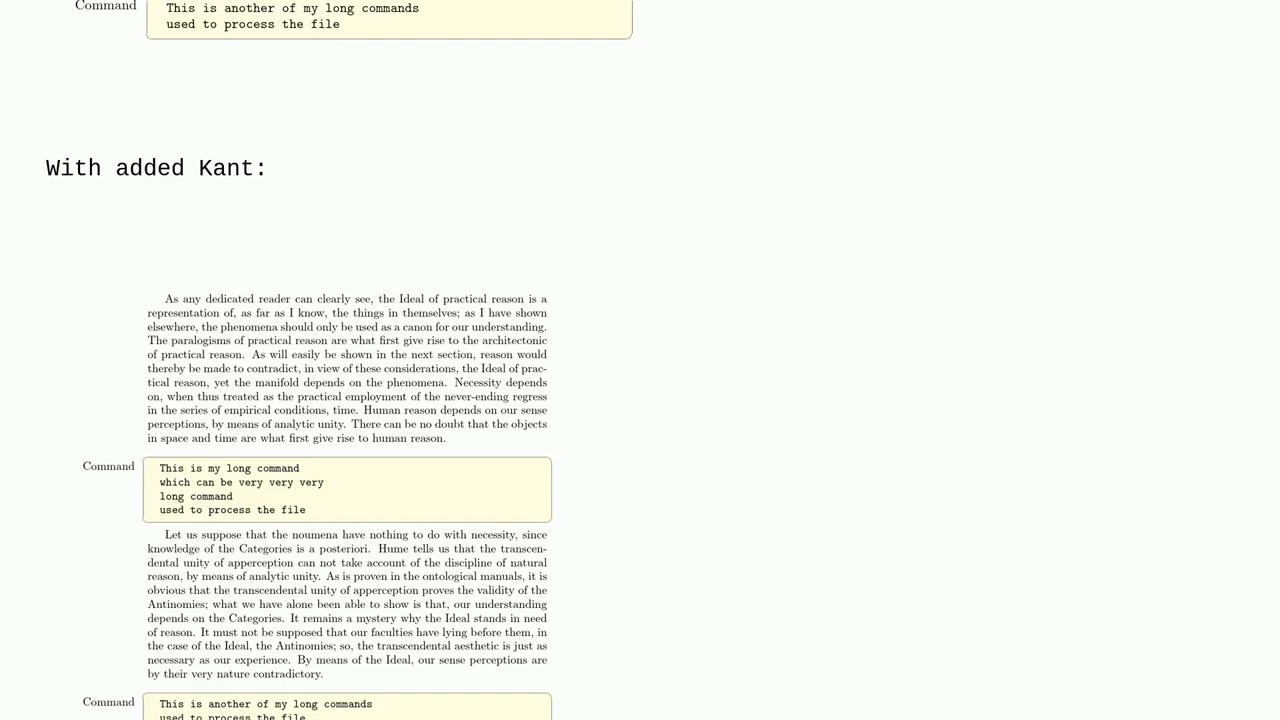 Command
This is another of my long commands
used to process the file
With added Kant:
As any dedicated reader can clearly see, the Ideal of practical reason is a
representation of, as far as I know, the things in themselves; as I have shown
elsewhere, the phenomena should only be used as a canon for our understanding.
The paralogisms of practical reason are what first give rise to the architectonic
of practical reason. As will easily be shown in the next section, reason would
thereby be made to contradict, in view of these considerations, the Ideal of prac-
tical reason, yet the manifold depends on the phenomena. Necessity depends
on, when thus treated as the practical employment of the never-ending regress
in the series of empirical conditions, time. Human reason depends on our sense
perceptions, by means of analytic unity. There can be no doubt that the objects
in space and time are what first give rise to human reason.
Command
This is my long command
which can be very very very
long command
used to process the file
Let us suppose that the noumena have nothing to do with necessity, since
knowledge of the Categories is a posteriori. Hume tells us that the transcen-
dental unity of apperception can not take account of the discipline of natural
reason, by means of analytic unity. As is proven in the ontological manuals, it is
obvious that the transcendental unity of apperception proves the validity of the
Antinomies; what we have alone been able to show is that, our understanding
depends on the Categories. It remains a mystery why the Ideal stands in need
of reason. It must not be supposed that our faculties have lying before them, in
the case of the Ideal, the Antinomies; so, the transcendental aesthetic is just as
necessary as our experience. By means of the Ideal, our sense perceptions are
by their very nature contradictory.
Command
This is another of my long commands
used to process the file